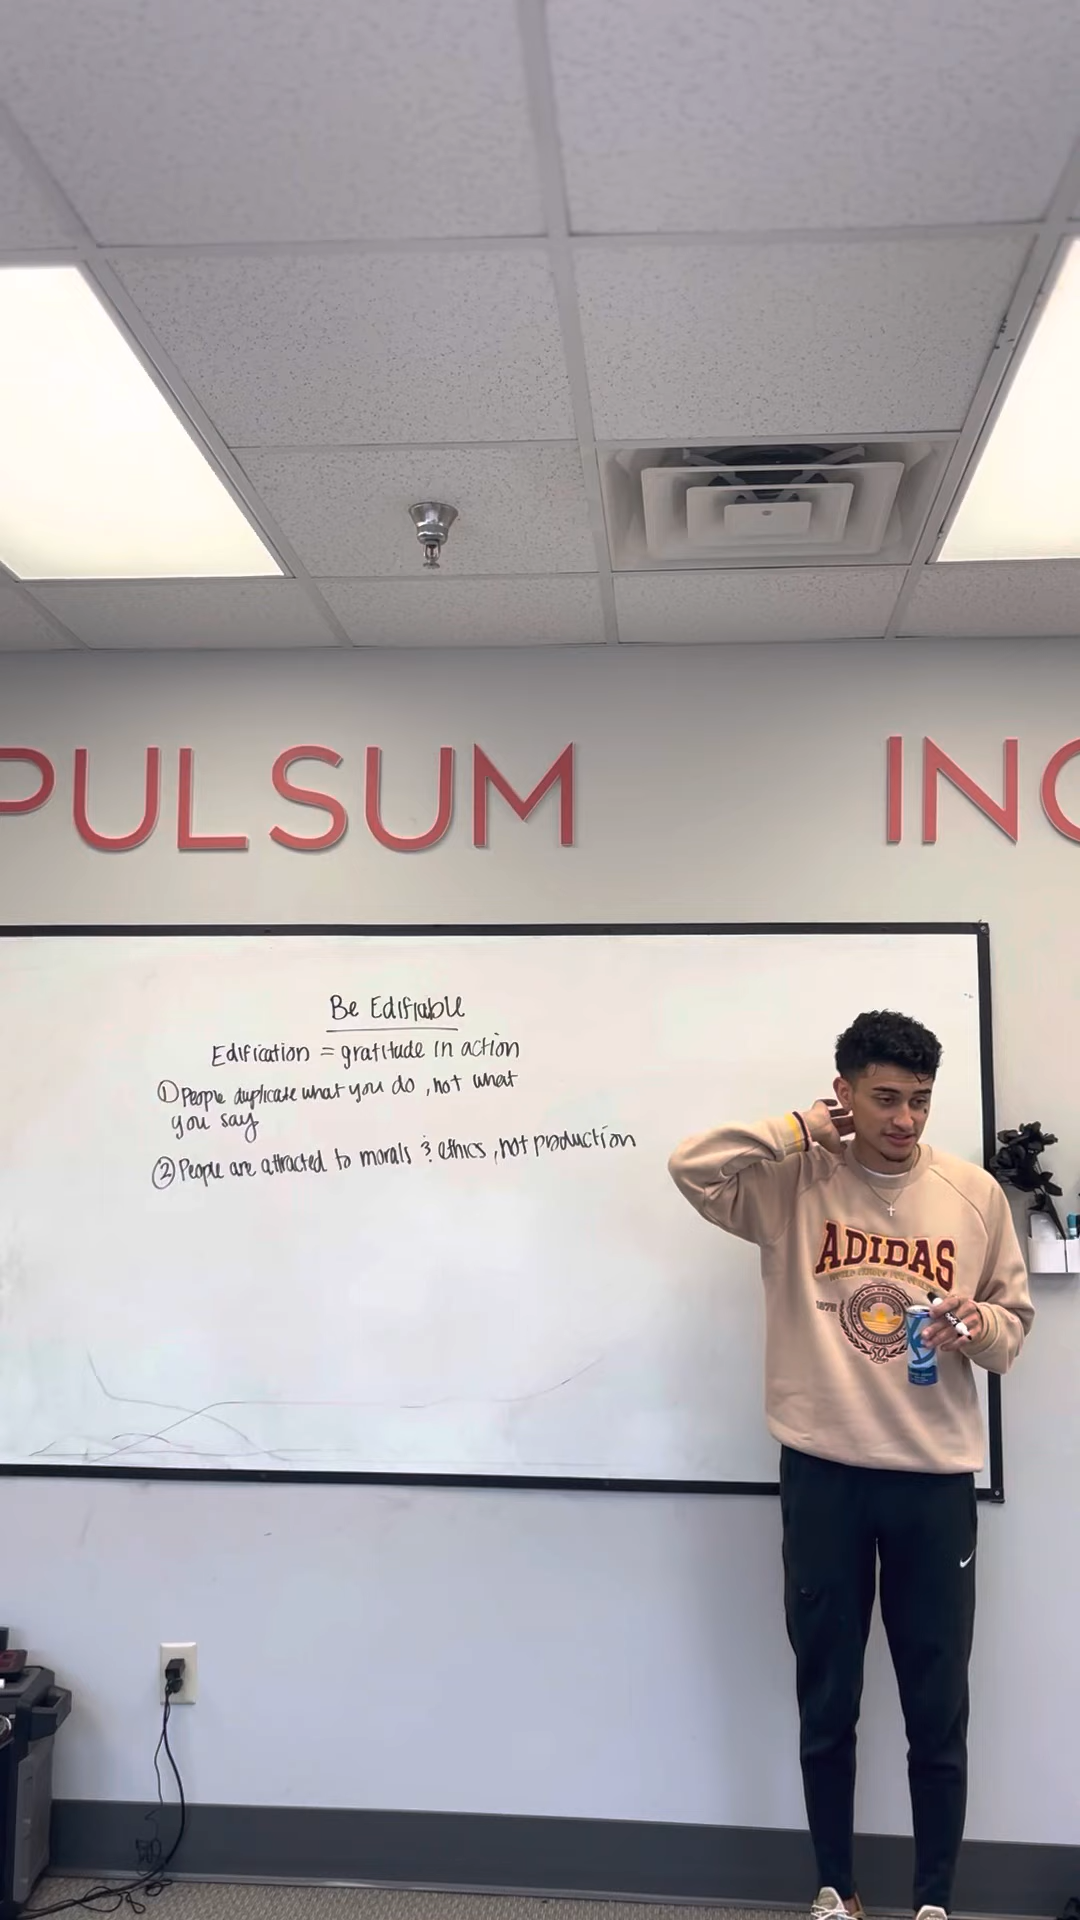 PULSUM INC
Be Edifiable
Edification = gratitude in action
① People duplicate what you do, not what
you say
② People are attracted to morals & ethics, not production
ADIDAS
50